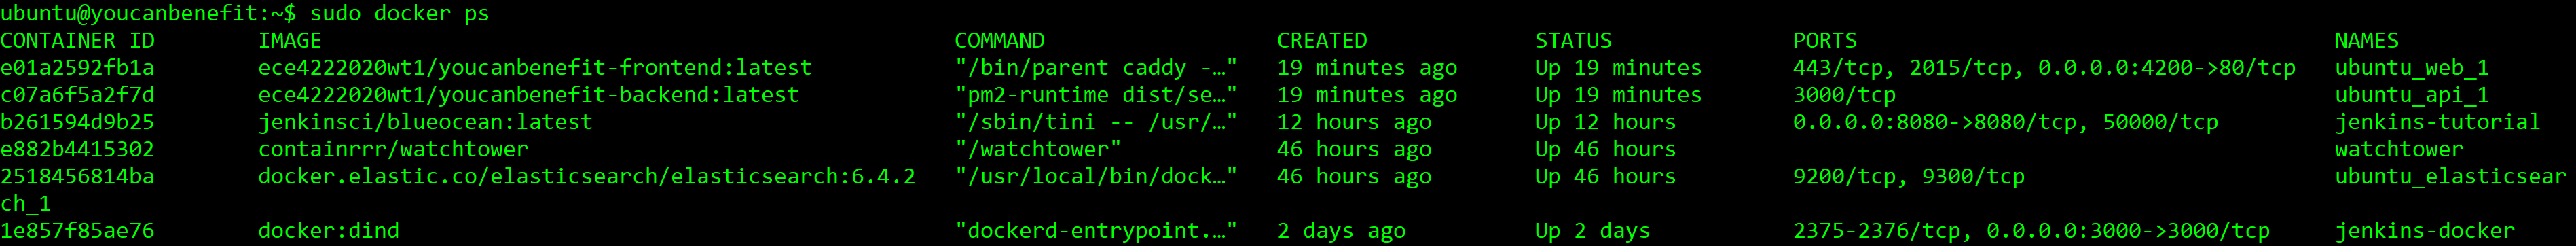 ubuntu@youcanbenefit:~$ sudo docker ps
CONTAINER ID        IMAGE                                                 COMMAND                  CREATED             STATUS              PORTS                                     NAMES
e01a2592fb1a        ece4222020wt1/youcanbenefit-frontend:latest           "/bin/parent caddy -…"   19 minutes ago      Up 19 minutes       443/tcp, 2015/tcp, 0.0.0.0:4200->80/tcp   ubuntu_web_1
c07a6f5a2f7d        ece4222020wt1/youcanbenefit-backend:latest            "pm2-runtime dist/se…"   19 minutes ago      Up 19 minutes       3000/tcp                                  ubuntu_api_1
b261594d9b25        jenkinsci/blueocean:latest                            "/sbin/tini -- /usr/…"   12 hours ago        Up 12 hours         0.0.0.0:8080->8080/tcp, 50000/tcp         jenkins-tutorial
e882b4415302        containrrr/watchtower                                 "/watchtower"            46 hours ago        Up 46 hours                                                   watchtower
2518456814ba        docker.elastic.co/elasticsearch/elasticsearch:6.4.2   "/usr/local/bin/dock…"   46 hours ago        Up 46 hours         9200/tcp, 9300/tcp                        ubuntu_elasticsear
ch_1
1e857f85ae76        docker:dind                                           "dockerd-entrypoint.…"   2 days ago          Up 2 days           2375-2376/tcp, 0.0.0.0:3000->3000/tcp     jenkins-docker